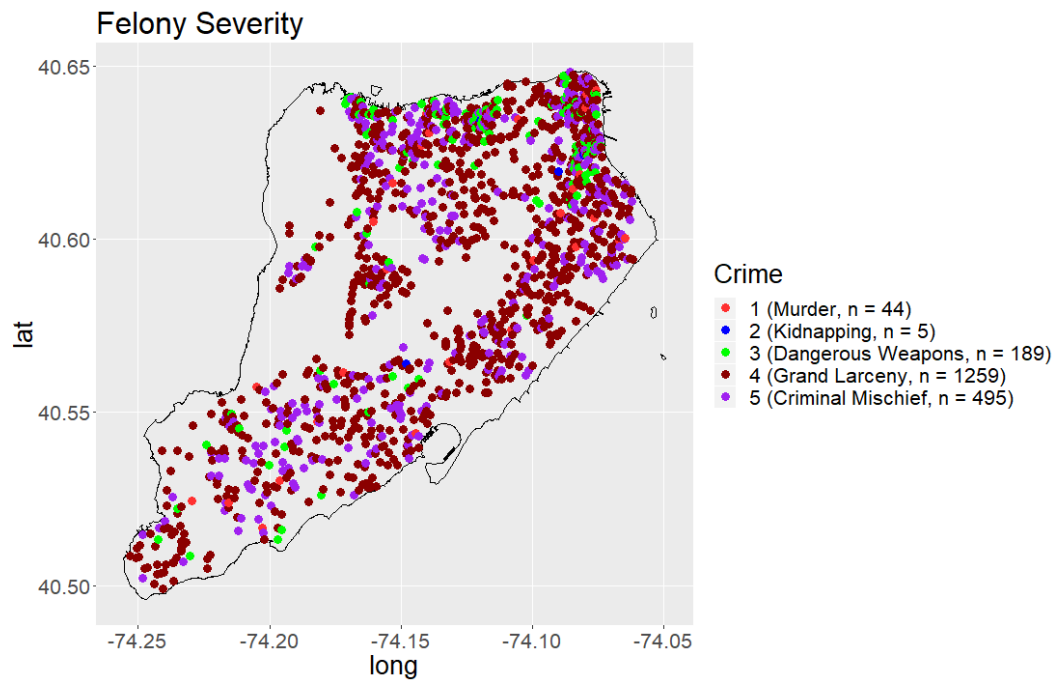 Felony Severity
40.65
40.60
40.55
40.50
lat
-74.25 -74.20 -74.15 -74.10 -74.05
long
Crime
1 (Murder, n = 44)
2 (Kidnapping, n = 5)
3 (Dangerous Weapons, n = 189)
4 (Grand Larceny, n = 1259)
5 (Criminal Mischief, n = 495)